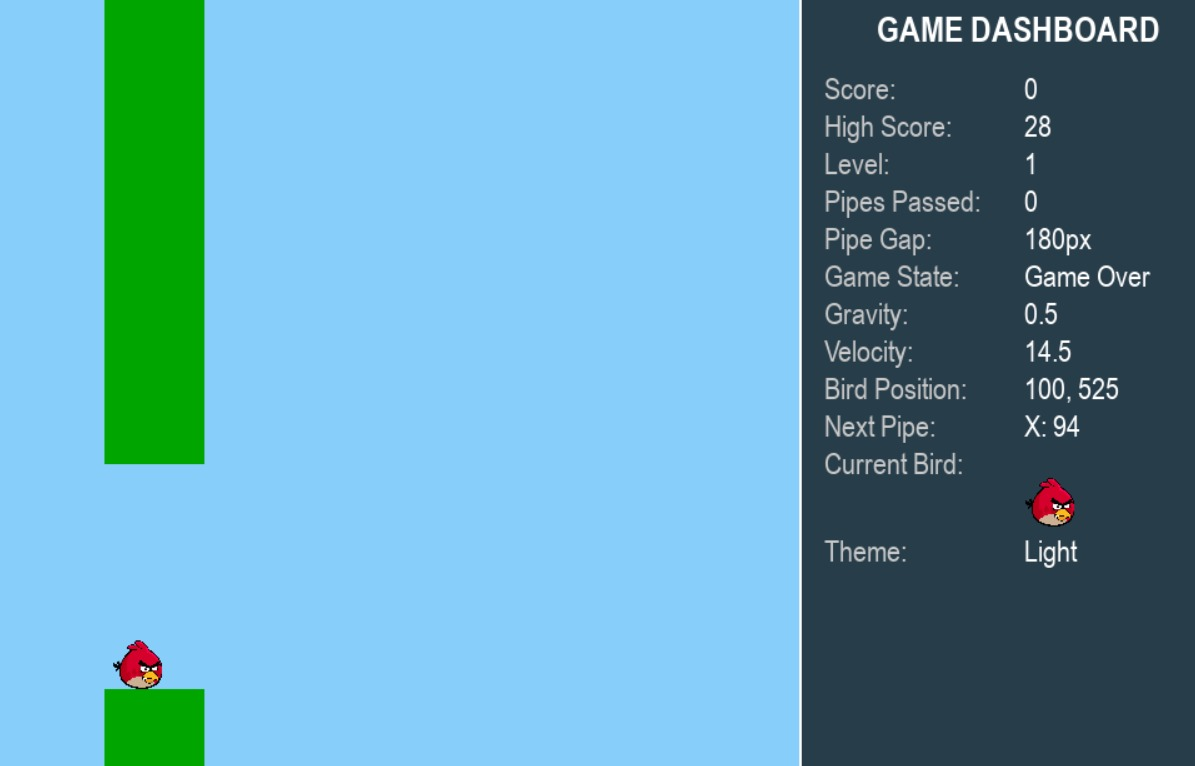 GAME DASHBOARD
Score: 0
High Score: 28
Level: 1
Pipes Passed: 0
Pipe Gap: 180px
Game State: Game Over
Gravity: 0.5
Velocity: 14.5
Bird Position: 100, 525
Next Pipe: X: 94
Current Bird:
Theme: Light